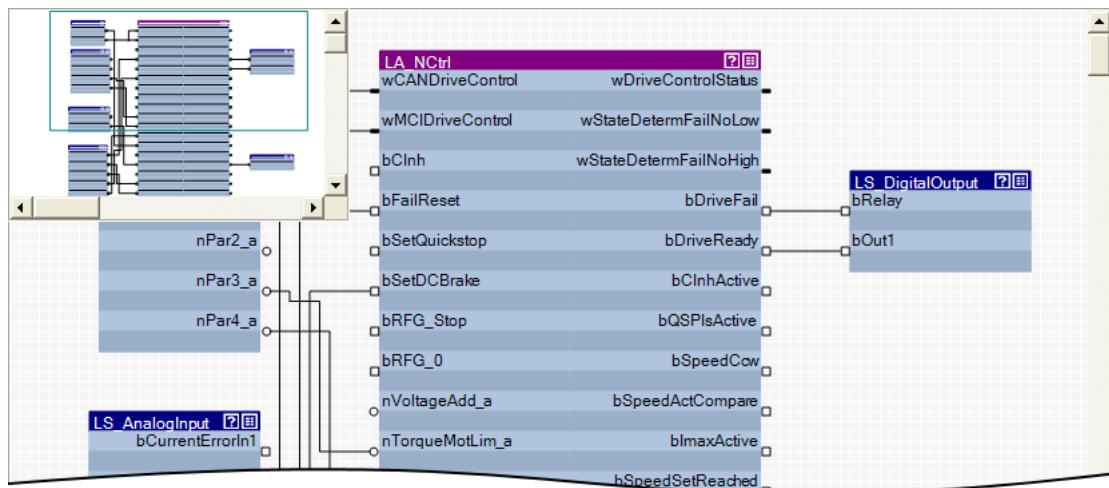 LA_NCtrl
wCANDriveControl wDriveControlStatus
wMCIDriveControl wStateDetermFailNoLow
bCInh wStateDetermFailNoHigh
LS_DigitalOutput
bFailReset bDriveFail bRelay
nPar2_a bSetQuickstop bDriveReady bOut1
nPar3_a bSetDCBrake bCInhActive
nPar4_a bRFG_Stop bQSPIsActive
bRFG_0 bSpeedCcw
nVoltageAdd_a bSpeedActCompare
LS_AnalogInput
bCurrentErrorIn1 nTorqueMotLim_a bImaxActive
bSpeedSetReached